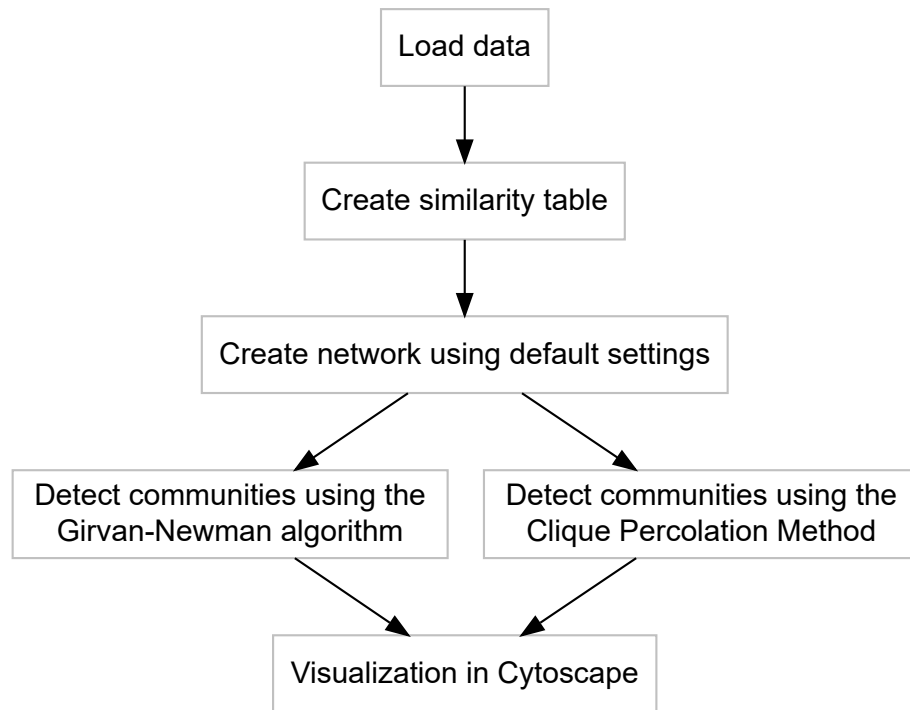 Load data
Create similarity table
Create network using default settings
Detect communities using the
Girvan-Newman algorithm
Detect communities using the
Clique Percolation Method
Visualization in Cytoscape